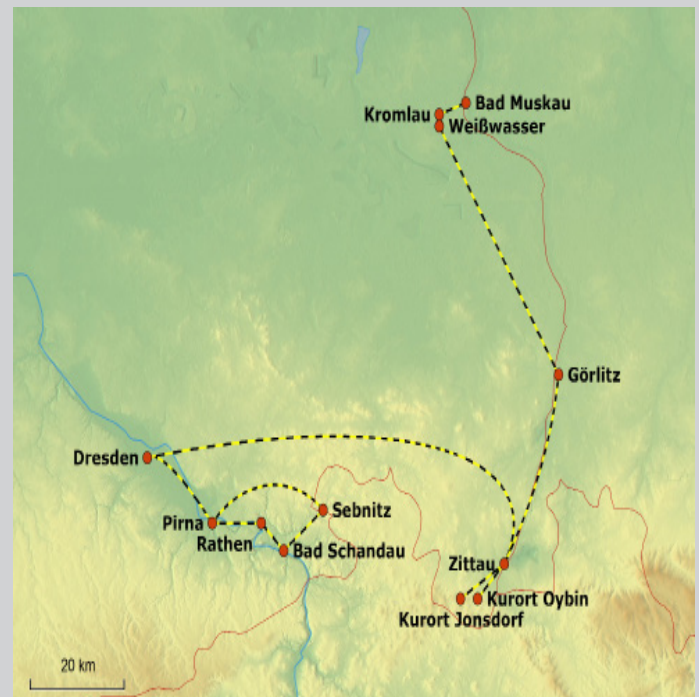 Bad Muskau
Kromlau
Weißwasser
Görlitz
Dresden
Sebnitz
Pirna
Rathen
Bad Schandau
Zittau
Kurort Oybin
Kurort Jonsdorf
20 km